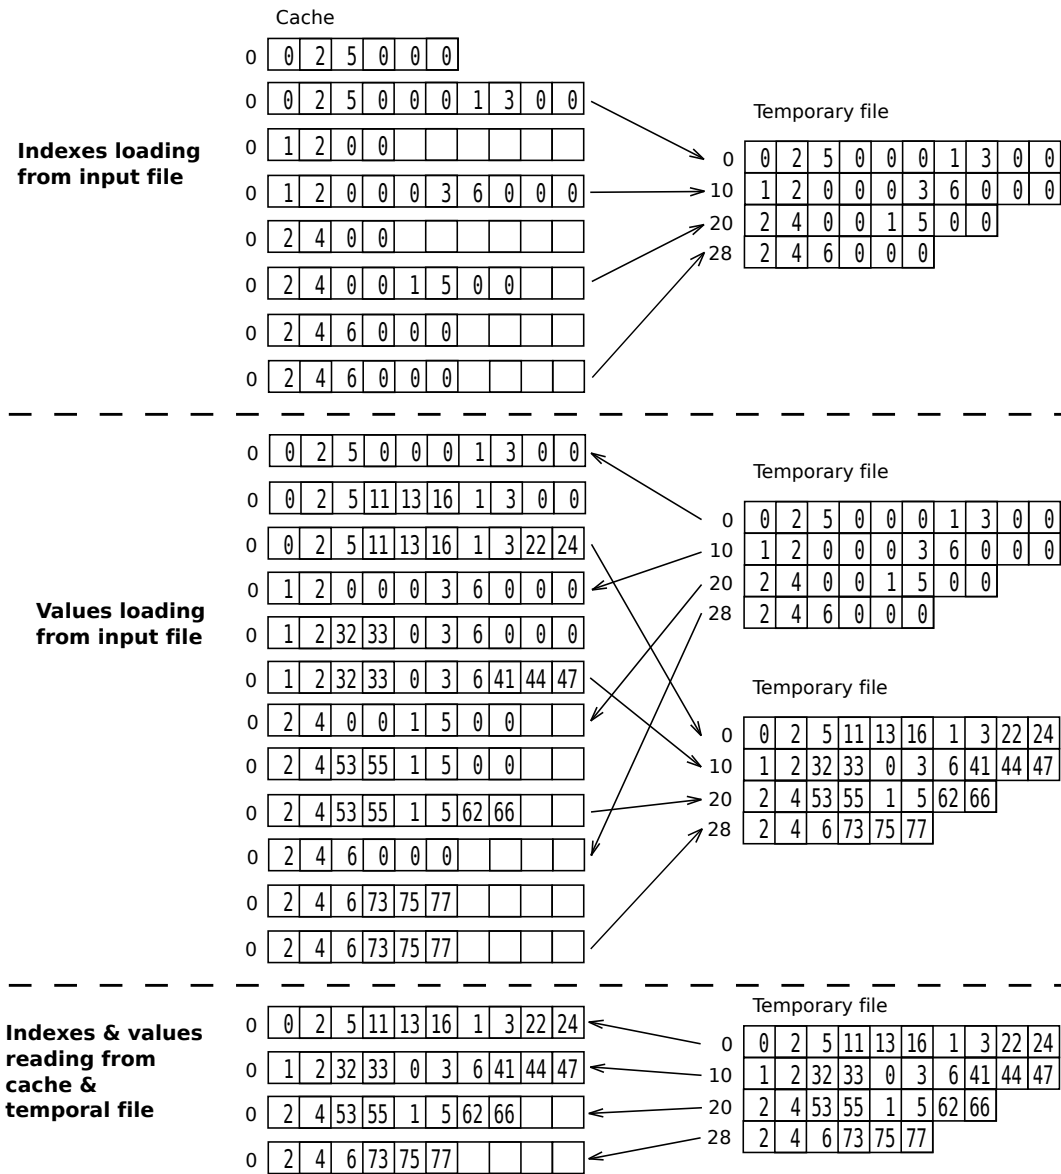 Cache
0 0 2 5 0 0 0
0 0 2 5 0 0 0 1 3 0 0
0 1 2 0 0
0 1 2 0 0 0 3 6 0 0 0
0 2 4 0 0
0 2 4 0 0 1 5 0 0
0 2 4 6 0 0 0
0 2 4 6 0 0 0
Indexes loading
from input file
Temporary file
0 0 2 5 0 0 0 1 3 0 0
10 1 2 0 0 0 3 6 0 0 0
20 2 4 0 0 1 5 0 0
28 2 4 6 0 0 0
Values loading
from input file
0 0 2 5 0 0 0 1 3 0 0
0 0 2 5 11 13 16 1 3 0 0
0 0 2 5 11 13 16 1 3 22 24
0 1 2 0 0 0 3 6 0 0 0
0 1 2 32 33 0 3 6 0 0 0
0 1 2 32 33 0 3 6 41 44 47
0 2 4 0 0 1 5 0 0
0 2 4 53 55 1 5 0 0
0 2 4 53 55 1 5 62 66
0 2 4 6 0 0 0
0 2 4 6 73 75 77
0 2 4 6 73 75 77
Temporary file
0 0 2 5 0 0 0 1 3 0 0
10 1 2 0 0 0 3 6 0 0 0
20 2 4 0 0 1 5 0 0
28 2 4 6 0 0 0
Temporary file
0 0 2 5 11 13 16 1 3 22 24
10 1 2 32 33 0 3 6 41 44 47
20 2 4 53 55 1 5 62 66
28 2 4 6 73 75 77
Indexes & values
reading from
cache &
temporal file
0 0 2 5 11 13 16 1 3 22 24
0 1 2 32 33 0 3 6 41 44 47
0 2 4 53 55 1 5 62 66
0 2 4 6 73 75 77
Temporary file
0 0 2 5 11 13 16 1 3 22 24
10 1 2 32 33 0 3 6 41 44 47
20 2 4 53 55 1 5 62 66
28 2 4 6 73 75 77